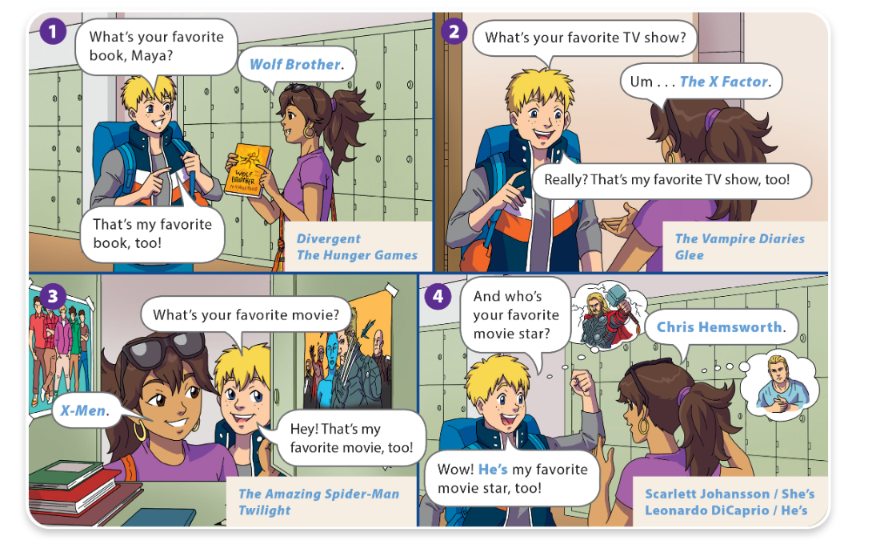 1
What's your favorite
book, Maya?
Wolf Brother.
WOLF
BROTHER
That's my favorite
book, too!
Divergent
The Hunger Games
2
What's your favorite TV show?
Um . . . The X Factor.
Really? That's my favorite TV show, too!
The Vampire Diaries
Glee
3
What's your favorite movie?
X-Men.
Hey! That's my
favorite movie, too!
The Amazing Spider-Man
Twilight
4
And who's
your favorite
movie star?
Chris Hemsworth.
Wow! He's my favorite
movie star, too!
Scarlett Johansson / She's
Leonardo DiCaprio / He's